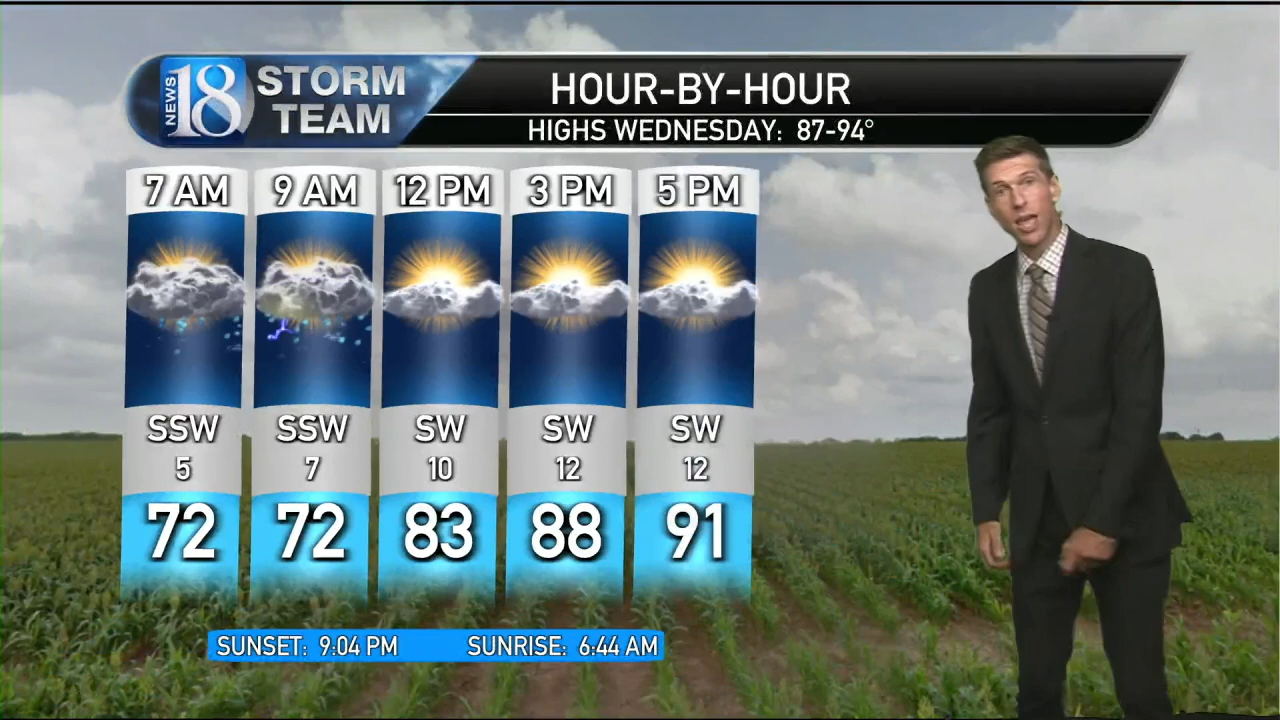 NEWS 18 STORM TEAM
HOUR-BY-HOUR
HIGHS WEDNESDAY: 87-94°
7 AM 9 AM 12 PM 3 PM 5 PM
SSW SSW SW SW SW
5 7 10 12 12
72 72 83 88 91
SUNSET: 9:04 PM SUNRISE: 6:44 AM